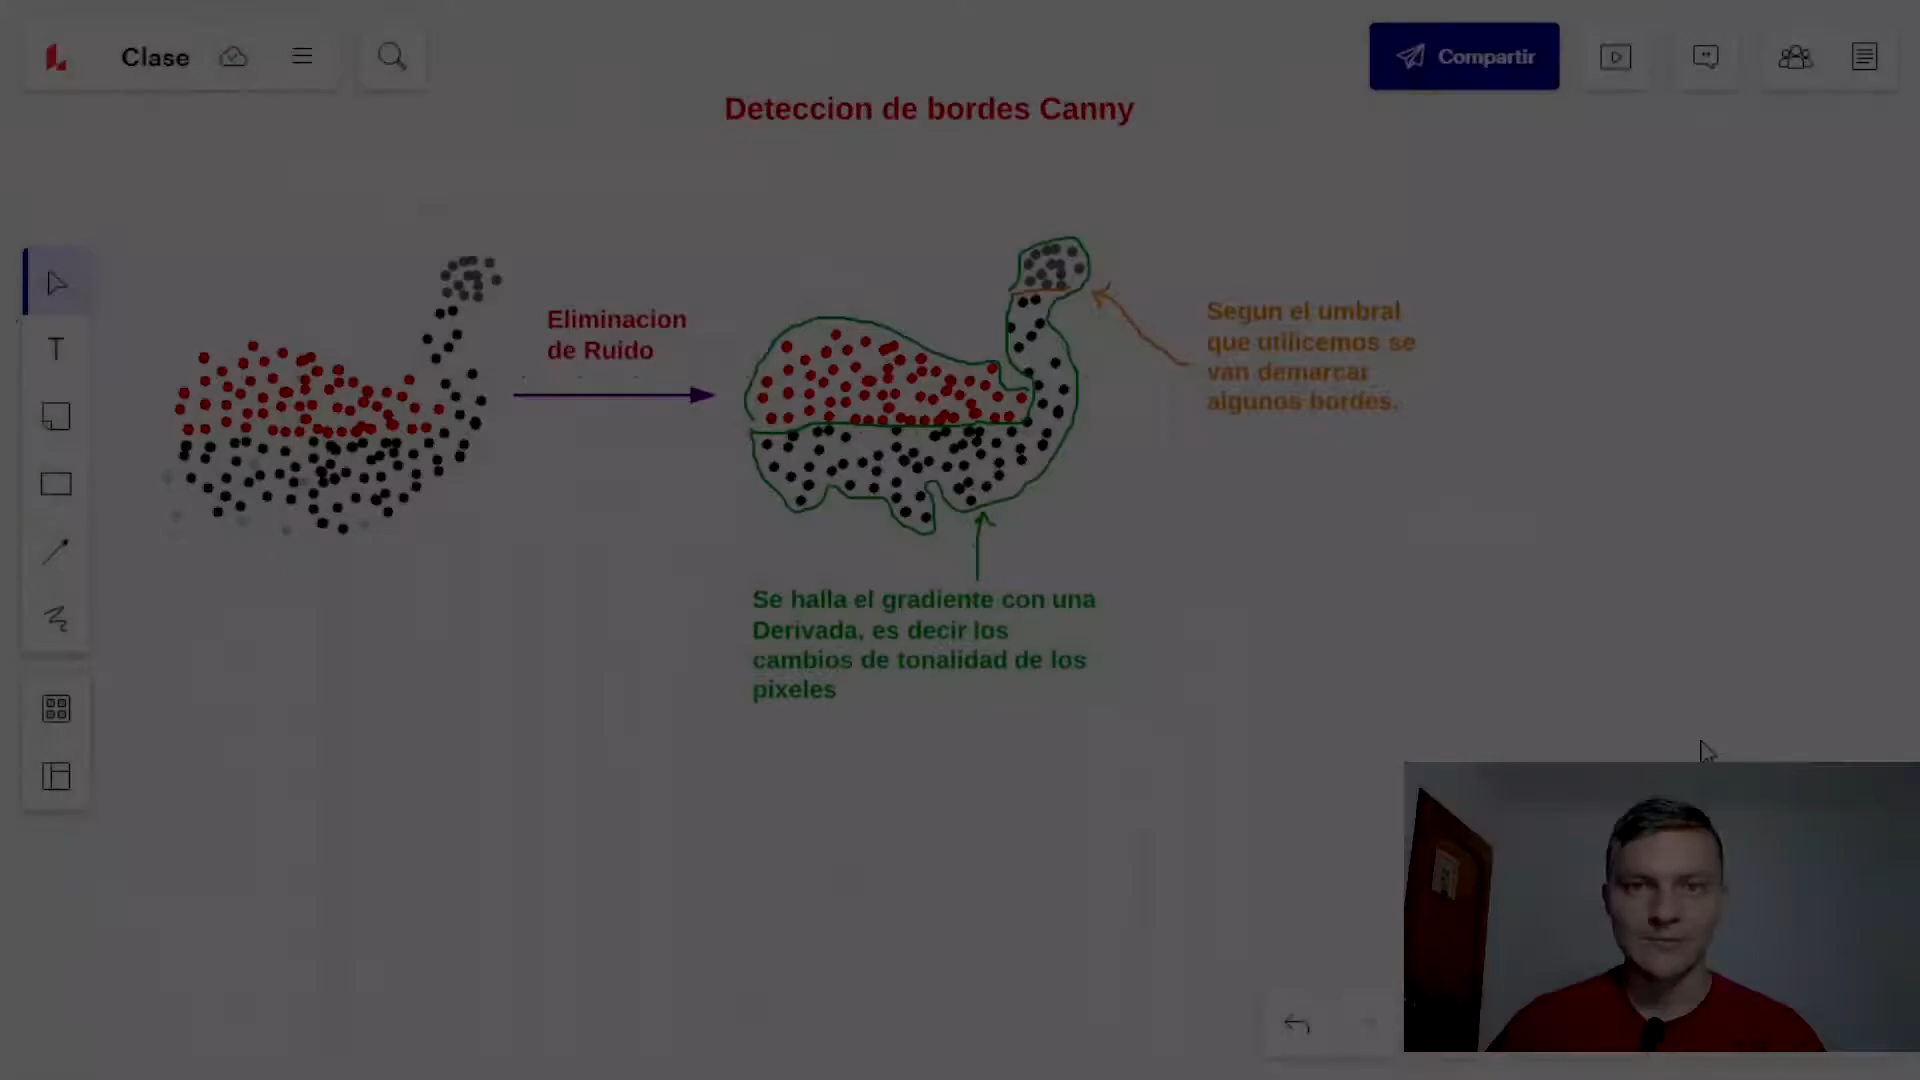 Clase
Compartir
Deteccion de bordes Canny
Eliminacion
de Ruido
Segun el umbral
que utilicemos se
van demarcar
algunos bordes.
T
Se halla el gradiente con una
Derivada, es decir los
cambios de tonalidad de los
pixeles